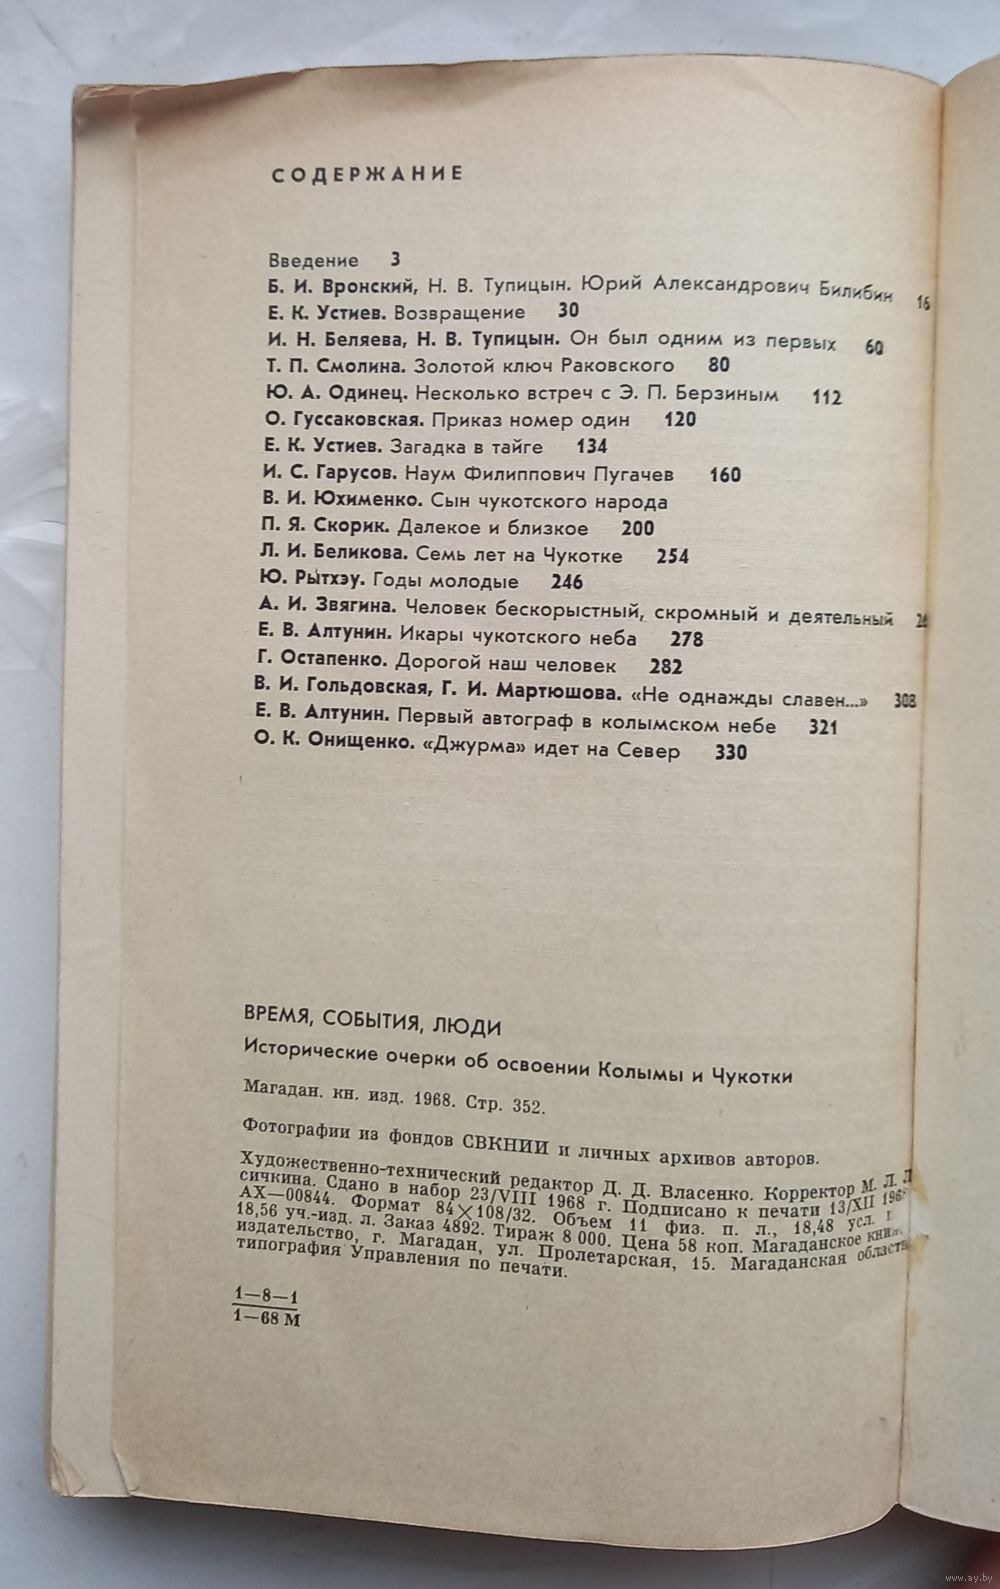 СОДЕРЖАНИЕ
Введение 3
Б. И. Вронский, Н. В. Тупицын. Юрий Александрович Билибин 16
Е. К. Устиев. Возвращение 30
И. Н. Беляева, Н. В. Тупицын. Он был одним из первых 60
Т. П. Смолина. Золотой ключ Раковского 80
Ю. А. Одинец. Несколько встреч с Э. П. Берзиным 112
О. Гуссаковская. Приказ номер один 120
Е. К. Устиев. Загадка в тайге 134
И. С. Гарусов. Наум Филиппович Пугачев 160
В. И. Юхименко. Сын чукотского народа
П. Я. Скорик. Далекое и близкое 200
Л. И. Беликова. Семь лет на Чукотке 254
Ю. Рытхэу. Годы молодые 246
А. И. Звягина. Человек бескорыстный, скромный и деятельный
Е. В. Алтунин. Икары чукотского неба 278
Г. Остапенко. Дорогой наш человек 282
В. И. Гольдовская, Г. И. Мартюшова. «Не однажды славен...» 308
Е. В. Алтунин. Первый автограф в колымском небе 321
О. К. Онищенко. «Джурма» идет на Север 330
ВРЕМЯ, СОБЫТИЯ, ЛЮДИ
Исторические очерки об освоении Колымы и Чукотки
Магадан. кн. изд. 1968. Стр. 352.
Фотографии из фондов СВКНИИ и личных архивов авторов.
Художественно-технический редактор Д. Д. Власенко. Корректор М. Л.
сичкина. Сдано в набор 23/VIII 1968 г. Подписано к печати 13/XII 1968
АХ—00844. Формат 84×108/32. Объем 11 физ. п. л., 18,48 усл.
18,56 уч.-изд. л. Заказ 4892. Тираж 8 000. Цена 58 коп. Магаданское
издательство, г. Магадан, ул. Пролетарская, 15. Магаданская
типография Управления по печати.
1—8—1
1—68 М
www.ay.by